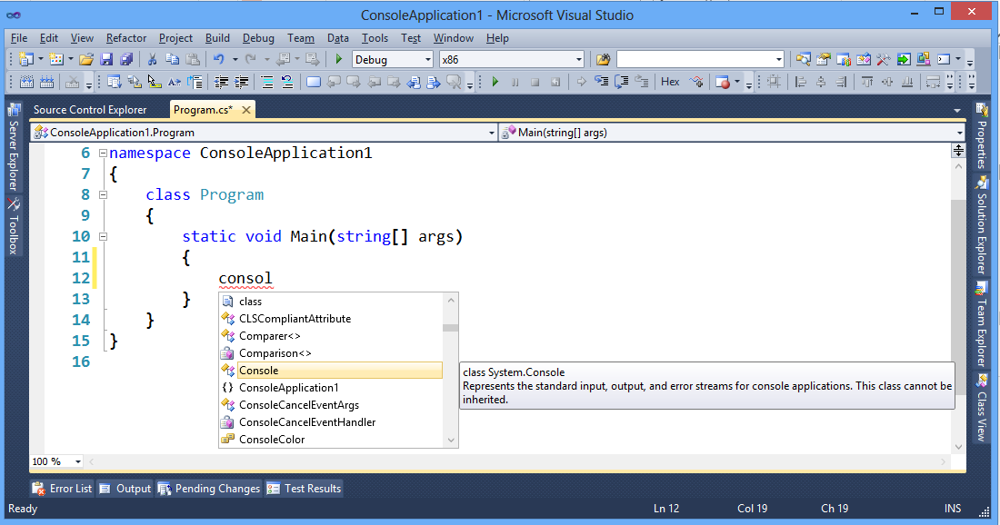 ConsoleApplication1 - Microsoft Visual Studio
File Edit View Refactor Project Build Debug Team Data Tools Test Window Help
Debug x86
Hex
Source Control Explorer Program.cs*
ConsoleApplication1.Program Main(string[] args)
6 namespace ConsoleApplication1
7 {
8 class Program
9 {
10 static void Main(string[] args)
11 {
12 consol
13 }
14 }
15 }
16
class
CLSCompliantAttribute
Comparer<>
Comparison<>
Console
{} ConsoleApplication1
ConsoleCancelEventArgs
ConsoleCancelEventHandler
ConsoleColor
class System.Console
Represents the standard input, output, and error streams for console applications. This class cannot be
inherited.
Server Explorer
Toolbox
Properties
Solution Explorer
Team Explorer
Class View
100 %
Error List Output Pending Changes Test Results
Ready Ln 12 Col 19 Ch 19 INS